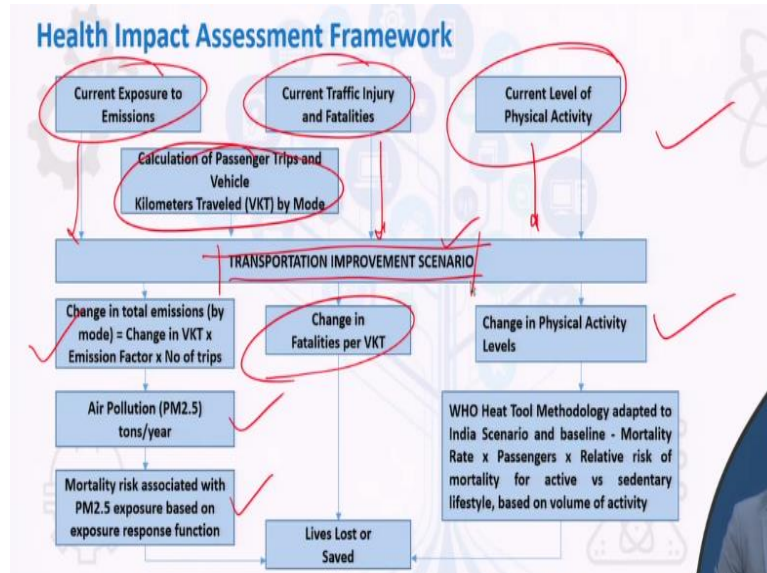 Health Impact Assessment Framework
Current Exposure to
Emissions
Current Traffic Injury
and Fatalities
Current Level of
Physical Activity
Calculation of Passenger Trips and
Vehicle
Kilometers Traveled (VKT) by Mode
TRANSPORTATION IMPROVEMENT SCENARIO
Change in total emissions (by
mode) = Change in VKT x
Emission Factor x No of trips
Change in
Fatalities per VKT
Change in Physical Activity
Levels
Air Pollution (PM2.5)
tons/year
WHO Heat Tool Methodology adapted to
India Scenario and baseline - Mortality
Rate x Passengers x Relative risk of
mortality for active vs sedentary
lifestyle, based on volume of activity
Mortality risk associated with
PM2.5 exposure based on
exposure response function
Lives Lost or
Saved